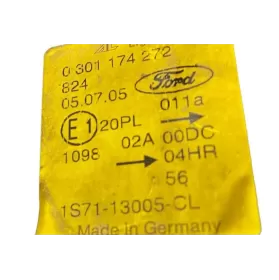 0 301 174 272
824
Ford
05.07.05
011a
E1 20PL
02A 00DC
1098
04HR
56
1S71-13005-CL
Made in Germany